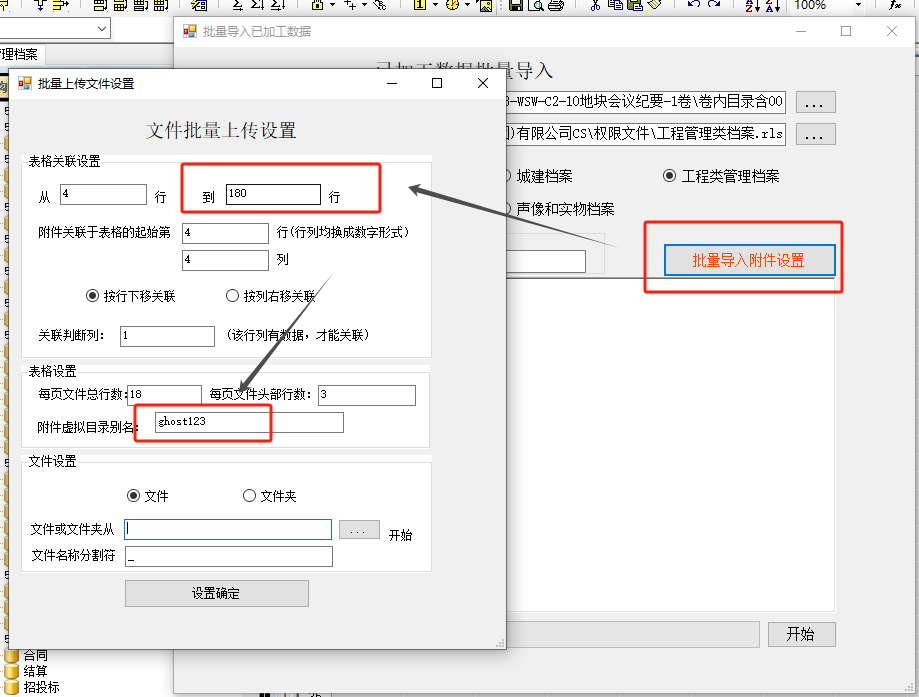 100%
批量导入已加工数据
理档案
批量上传文件设置
3-WSW-C2-10地块会议纪要-1卷\卷内目录含00
...
文件批量上传设置
)有限公司CS\权限文件\工程管理类档案.rls
...
表格关联设置
城建档案
工程类管理档案
从 4 行 到 180 行
声像和实物档案
附件关联于表格的起始第 4 行(行列均换成数字形式)
4 列
批量导入附件设置
按行下移关联
按列右移关联
关联判断列: 1 (该行列有数据，才能关联)
表格设置
每页文件总行数:18 每页文件头部行数: 3
附件虚拟目录别名: ghost123
文件设置
文件
文件夹
文件或文件夹从 ... 开始
文件名称分割符 _
设置确定
开始
合同
结算
招投标